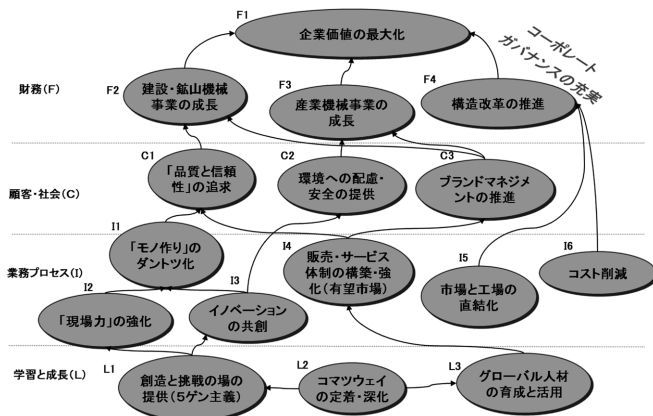 F1
企業価値の最大化
コーポレート
ガバナンスの充実
財務(F)
F2
建設・鉱山機械
事業の成長
F3
産業機械事業の
成長
F4
構造改革の推進
顧客・社会(C)
C1
「品質と信頼
性」の追求
C2
環境への配慮・
安全の提供
C3
ブランドマネジメ
ントの推進
業務プロセス(I)
I1
「モノ作り」の
ダントツ化
I2
「現場力」の強化
I3
イノベーション
の共創
I4
販売・サービス
体制の構築・強
化(有望市場)
I5
市場と工場の
直結化
I6
コスト削減
学習と成長(L)
L1
創造と挑戦の場の
提供(5ゲン主義)
L2
コマツウェイ
の定着・深化
L3
グローバル人材
の育成と活用